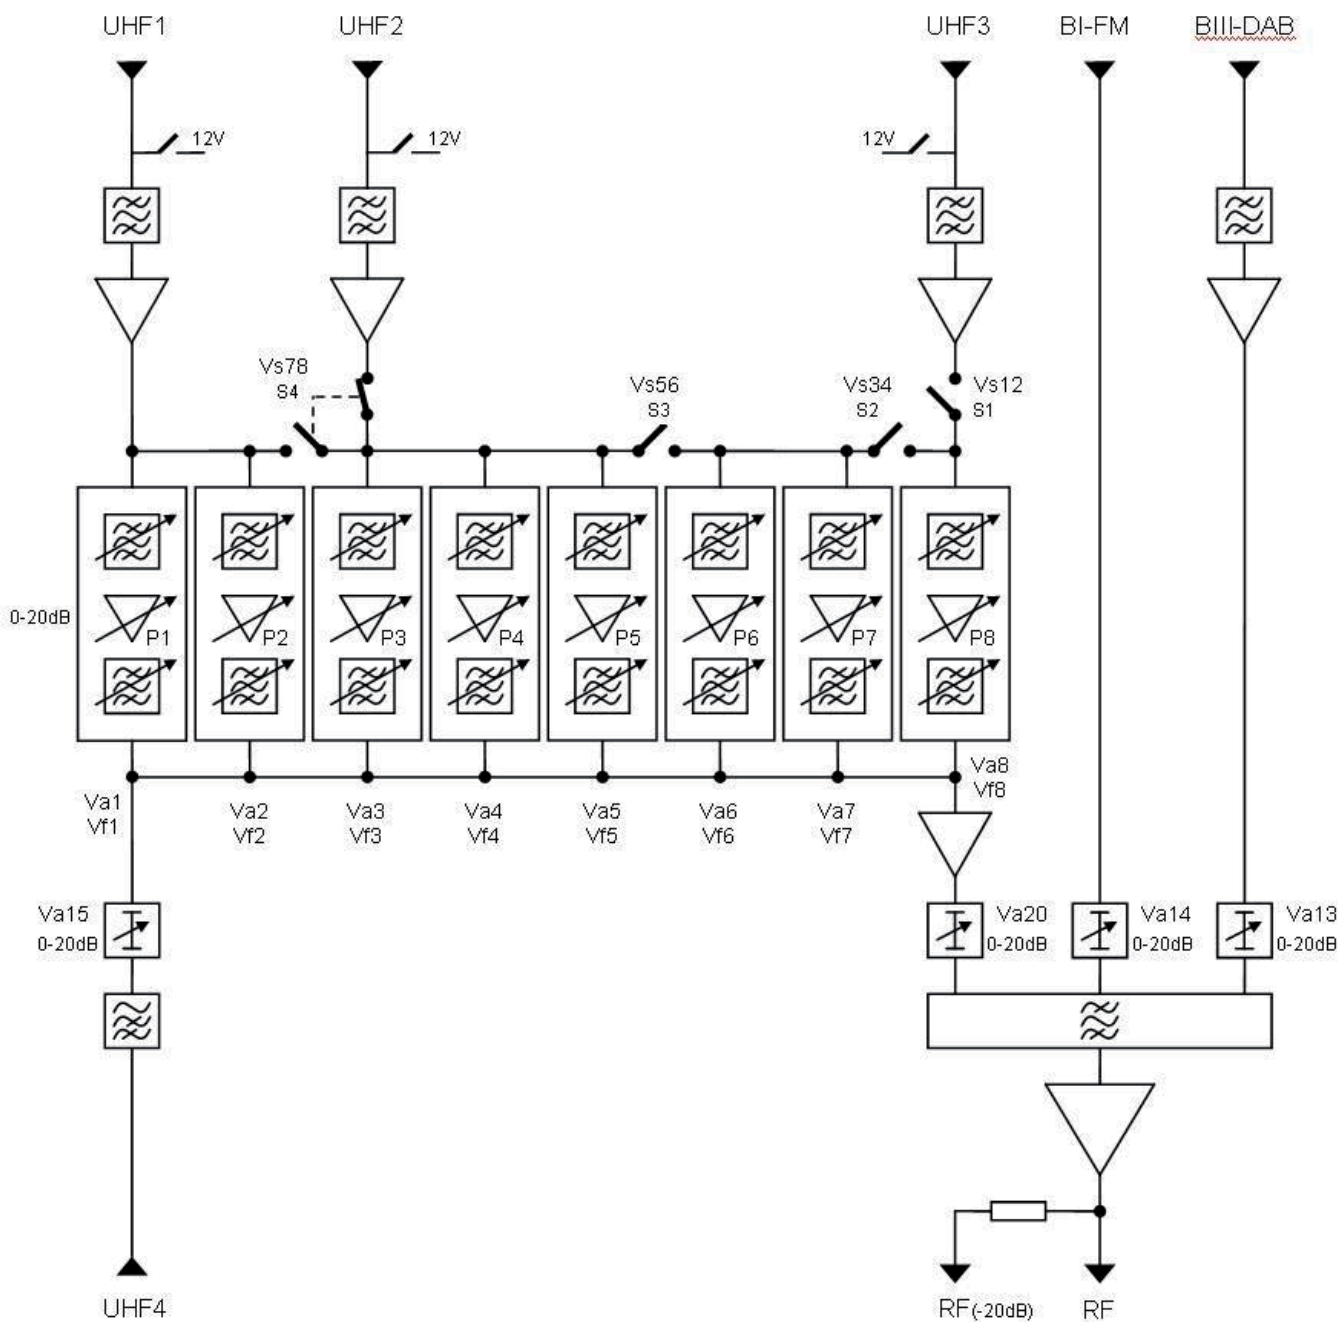 UHF1
UHF2
UHF3
BI-FM
BIII-DAB
12V
12V
12V
Vs78
S4
Vs56
S3
Vs34
S2
Vs12
S1
0-20dB
P1
P2
P3
P4
P5
P6
P7
P8
Va1
Vf1
Va2
Vf2
Va3
Vf3
Va4
Vf4
Va5
Vf5
Va6
Vf6
Va7
Vf7
Va8
Vf8
Va15
0-20dB
Va20
0-20dB
Va14
0-20dB
Va13
0-20dB
UHF4
RF(-20dB)
RF